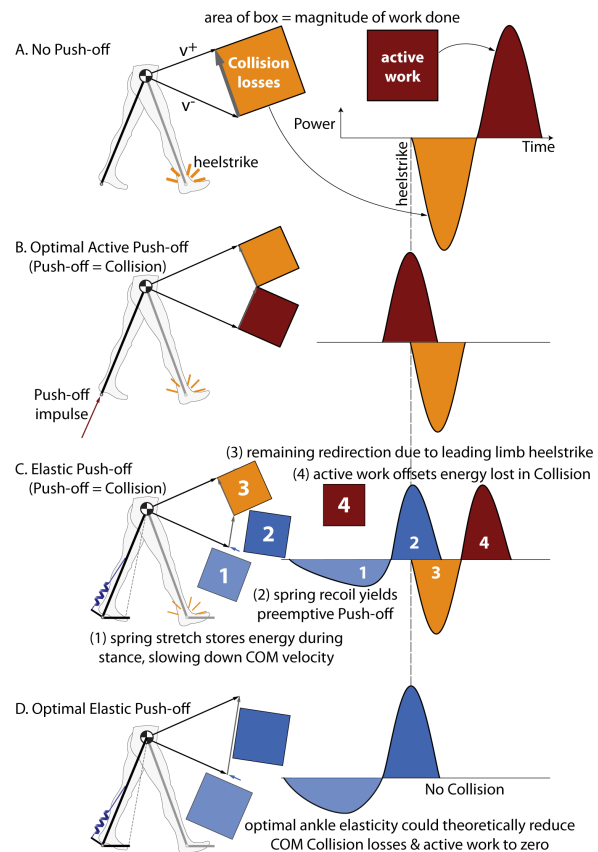 area of box = magnitude of work done
A. No Push-off
v⁺
Collision
losses
active
work
v⁻
Power
Time
heelstrike
heelstrike
B. Optimal Active Push-off
(Push-off = Collision)
Push-off
impulse
(3) remaining redirection due to leading limb heelstrike
C. Elastic Push-off
(4) active work offsets energy lost in Collision
(Push-off = Collision)
3
4
2
1
2
4
1
3
(2) spring recoil yields
preemptive Push-off
(1) spring stretch stores energy during
stance, slowing down COM velocity
D. Optimal Elastic Push-off
No Collision
optimal ankle elasticity could theoretically reduce
COM Collision losses & active work to zero